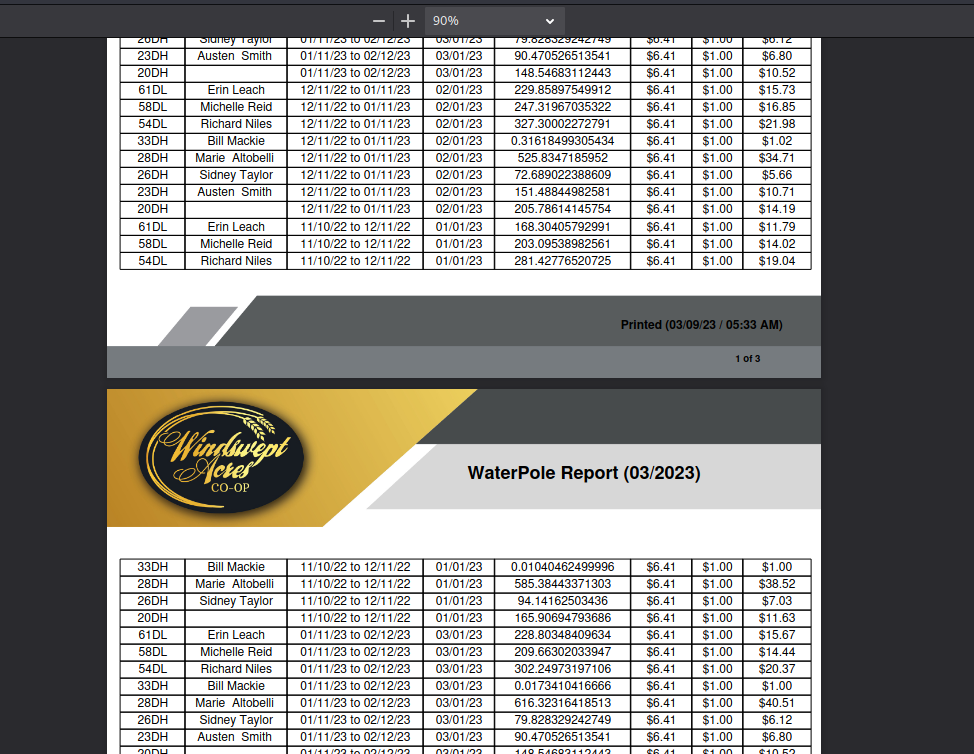 90%
26DH Sidney Taylor 01/11/23 to 02/12/23 03/01/23 79.828329242749 $6.41 $1.00 $6.12
23DH Austen Smith 01/11/23 to 02/12/23 03/01/23 90.470526513541 $6.41 $1.00 $6.80
20DH 01/11/23 to 02/12/23 03/01/23 148.54683112443 $6.41 $1.00 $10.52
61DL Erin Leach 12/11/22 to 01/11/23 02/01/23 229.85897549912 $6.41 $1.00 $15.73
58DL Michelle Reid 12/11/22 to 01/11/23 02/01/23 247.31967035322 $6.41 $1.00 $16.85
54DL Richard Niles 12/11/22 to 01/11/23 02/01/23 327.30002272791 $6.41 $1.00 $21.98
33DH Bill Mackie 12/11/22 to 01/11/23 02/01/23 0.31618499305434 $6.41 $1.00 $1.02
28DH Marie Altobelli 12/11/22 to 01/11/23 02/01/23 525.8347185952 $6.41 $1.00 $34.71
26DH Sidney Taylor 12/11/22 to 01/11/23 02/01/23 72.689022388609 $6.41 $1.00 $5.66
23DH Austen Smith 12/11/22 to 01/11/23 02/01/23 151.48844982581 $6.41 $1.00 $10.71
20DH 12/11/22 to 01/11/23 02/01/23 205.78614145754 $6.41 $1.00 $14.19
61DL Erin Leach 11/10/22 to 12/11/22 01/01/23 168.30405792991 $6.41 $1.00 $11.79
58DL Michelle Reid 11/10/22 to 12/11/22 01/01/23 203.09538982561 $6.41 $1.00 $14.02
54DL Richard Niles 11/10/22 to 12/11/22 01/01/23 281.42776520725 $6.41 $1.00 $19.04
Printed (03/09/23 / 05:33 AM)
1 of 3
Windswept
Acres
CO-OP
WaterPole Report (03/2023)
33DH Bill Mackie 11/10/22 to 12/11/22 01/01/23 0.01040462499996 $6.41 $1.00 $1.00
28DH Marie Altobelli 11/10/22 to 12/11/22 01/01/23 585.38443371303 $6.41 $1.00 $38.52
26DH Sidney Taylor 11/10/22 to 12/11/22 01/01/23 94.14162503436 $6.41 $1.00 $7.03
20DH 11/10/22 to 12/11/22 01/01/23 165.90694793686 $6.41 $1.00 $11.63
61DL Erin Leach 01/11/23 to 02/12/23 03/01/23 228.80348409634 $6.41 $1.00 $15.67
58DL Michelle Reid 01/11/23 to 02/12/23 03/01/23 209.66302033947 $6.41 $1.00 $14.44
54DL Richard Niles 01/11/23 to 02/12/23 03/01/23 302.24973197106 $6.41 $1.00 $20.37
33DH Bill Mackie 01/11/23 to 02/12/23 03/01/23 0.0173410416666 $6.41 $1.00 $1.00
28DH Marie Altobelli 01/11/23 to 02/12/23 03/01/23 616.32316418513 $6.41 $1.00 $40.51
26DH Sidney Taylor 01/11/23 to 02/12/23 03/01/23 79.828329242749 $6.41 $1.00 $6.12
23DH Austen Smith 01/11/23 to 02/12/23 03/01/23 90.470526513541 $6.41 $1.00 $6.80
20DH 01/11/23 to 02/12/23 03/01/23 148.54683112443 $6.41 $1.00 $10.52